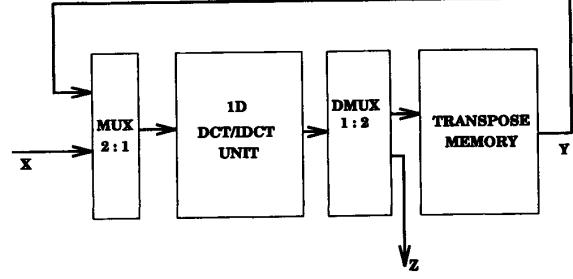 MUX
2 : 1
X
1D
DCT/IDCT
UNIT
DMUX
1 : 2
Z
TRANSPOSE
MEMORY
Y